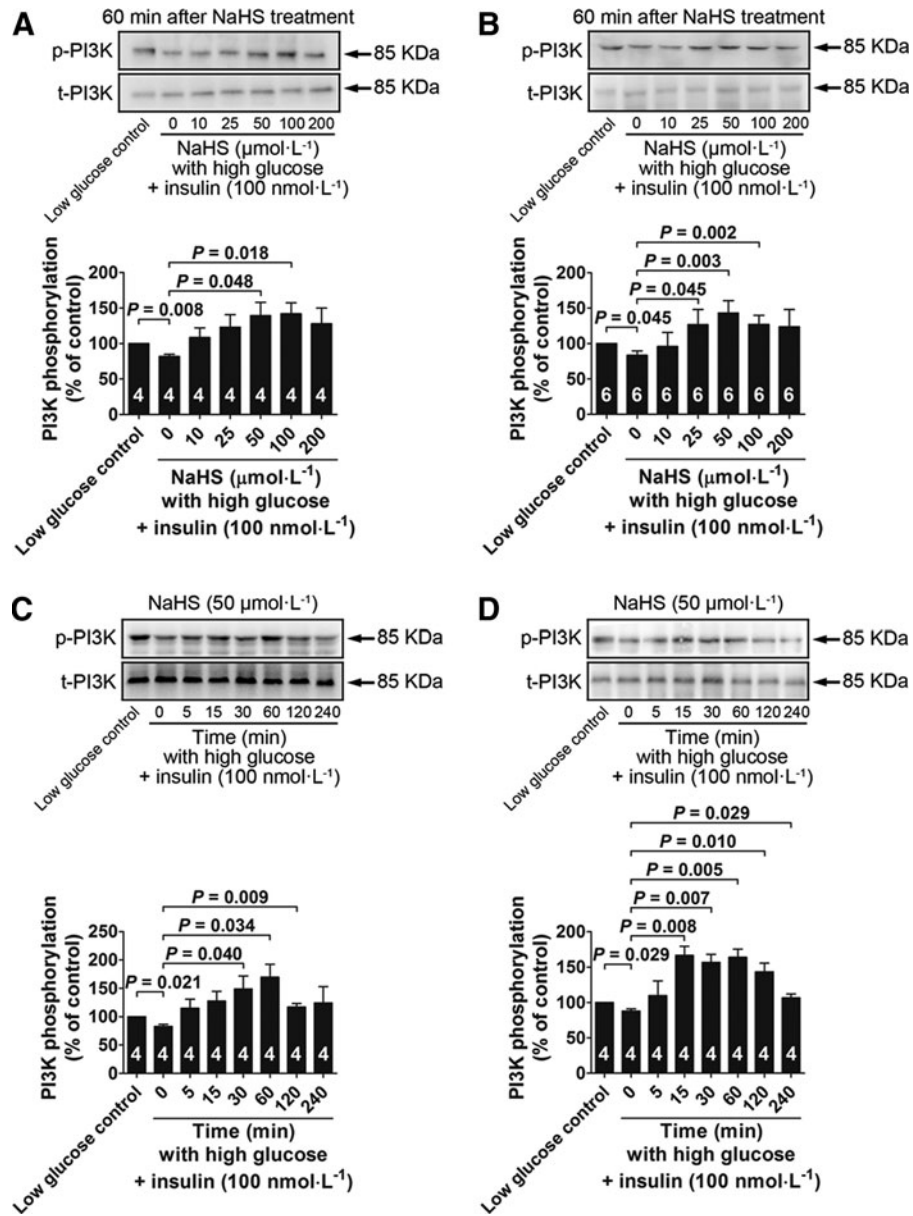 A
60 min after NaHS treatment
p-PI3K
85 KDa
t-PI3K
85 KDa
Low glucose control
0 10 25 50 100 200
NaHS (µmol·L⁻¹)
with high glucose
+ insulin (100 nmol·L⁻¹)
P = 0.018
P = 0.048
P = 0.008
PI3K phosphorylation
(% of control)
200
150
100
50
0
4 4 4 4 4 4 4
Low glucose control
0 10 25 50 100 200
NaHS (µmol·L⁻¹)
with high glucose
+ insulin (100 nmol·L⁻¹)
B
60 min after NaHS treatment
p-PI3K
85 KDa
t-PI3K
85 KDa
Low glucose control
0 10 25 50 100 200
NaHS (µmol·L⁻¹)
with high glucose
+ insulin (100 nmol·L⁻¹)
P = 0.002
P = 0.003
P = 0.045
P = 0.045
PI3K phosphorylation
(% of control)
200
150
100
50
0
6 6 6 6 6 6 6
Low glucose control
0 10 25 50 100 200
NaHS (µmol·L⁻¹)
with high glucose
+ insulin (100 nmol·L⁻¹)
C
NaHS (50 µmol·L⁻¹)
p-PI3K
85 KDa
t-PI3K
85 KDa
Low glucose control
0 5 15 30 60 120 240
Time (min)
with high glucose
+ insulin (100 nmol·L⁻¹)
P = 0.009
P = 0.034
P = 0.040
P = 0.021
PI3K phosphorylation
(% of control)
250
200
150
100
50
0
4 4 4 4 4 4 4 4
Low glucose control
0 5 15 30 60 120 240
Time (min)
with high glucose
+ insulin (100 nmol·L⁻¹)
D
NaHS (50 µmol·L⁻¹)
p-PI3K
85 KDa
t-PI3K
85 KDa
Low glucose control
0 5 15 30 60 120 240
Time (min)
with high glucose
+ insulin (100 nmol·L⁻¹)
P = 0.029
P = 0.010
P = 0.005
P = 0.007
P = 0.008
P = 0.029
PI3K phosphorylation
(% of control)
200
150
100
50
0
4 4 4 4 4 4 4 4
Low glucose control
0 5 15 30 60 120 240
Time (min)
with high glucose
+ insulin (100 nmol·L⁻¹)